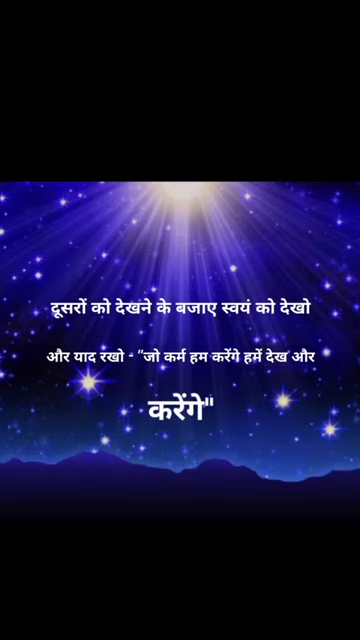 दूसरों को देखने के बजाए स्वयं को देखो
और याद रखो - "जो कर्म हम करेंगे हमें देख और
करेंगे"